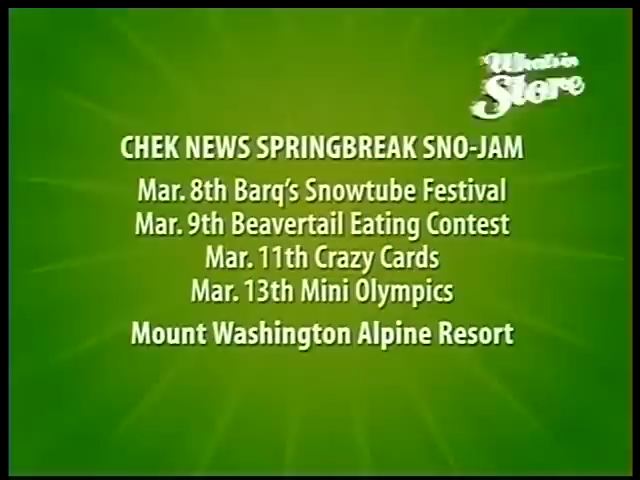 What's in
Store
CHEK NEWS SPRINGBREAK SNO-JAM
Mar. 8th Barq's Snowtube Festival
Mar. 9th Beavertail Eating Contest
Mar. 11th Crazy Cards
Mar. 13th Mini Olympics
Mount Washington Alpine Resort